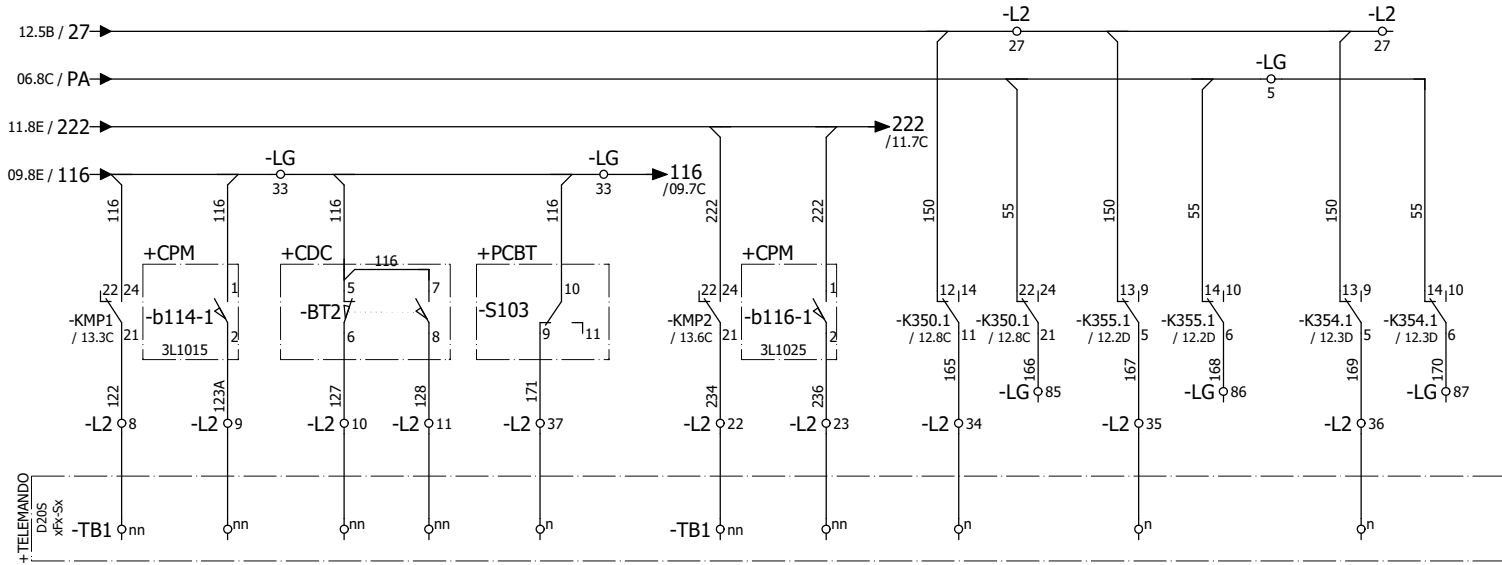 -L2
-L2
12.5B / 27
27
27
-LG
06.8C / PA
5
11.8E / 222
222
/11.7C
-LG
-LG
09.8E / 116
33
33
116
/09.7C
116
116
116
116
222
222
150
55
150
55
150
55
+CPM
+CDC
+PCBT
+CPM
116
22 24
1
5
7
10
22 24
1
12 14
22 24
13 9
14 10
13 9
14 10
-KMP1
-b114-1
-BT2
-S103
-KMP2
-b116-1
-K350.1
-K350.1
-K355.1
-K355.1
-K354.1
-K354.1
/ 13.3C
21
2
6
8
9
11
/ 13.6C
21
2
/ 12.8C
11
/ 12.8C
21
/ 12.2D
5
/ 12.2D
6
/ 12.3D
5
/ 12.3D
6
3L1015
3L1025
122
123A
127
128
171
234
236
165
166
167
168
169
170
-LG 85
-LG 86
-LG 87
-L2 8
-L2 9
-L2 10
-L2 11
-L2 37
-L2 22
-L2 23
-L2 34
-L2 35
-L2 36
+TELEMANDO
D20S
xFx-Sx
-TB1 nn
nn
nn
nn
n
-TB1 nn
nn
n
n
n